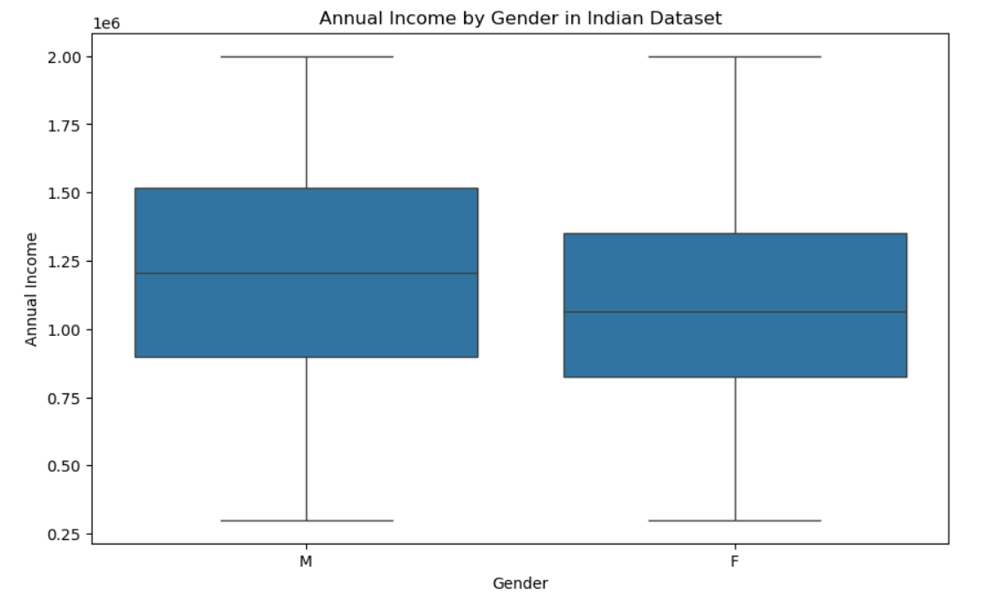 Annual Income by Gender in Indian Dataset
1e6
2.00
1.75
1.50
1.25
1.00
0.75
0.50
0.25
Annual Income
M
F
Gender